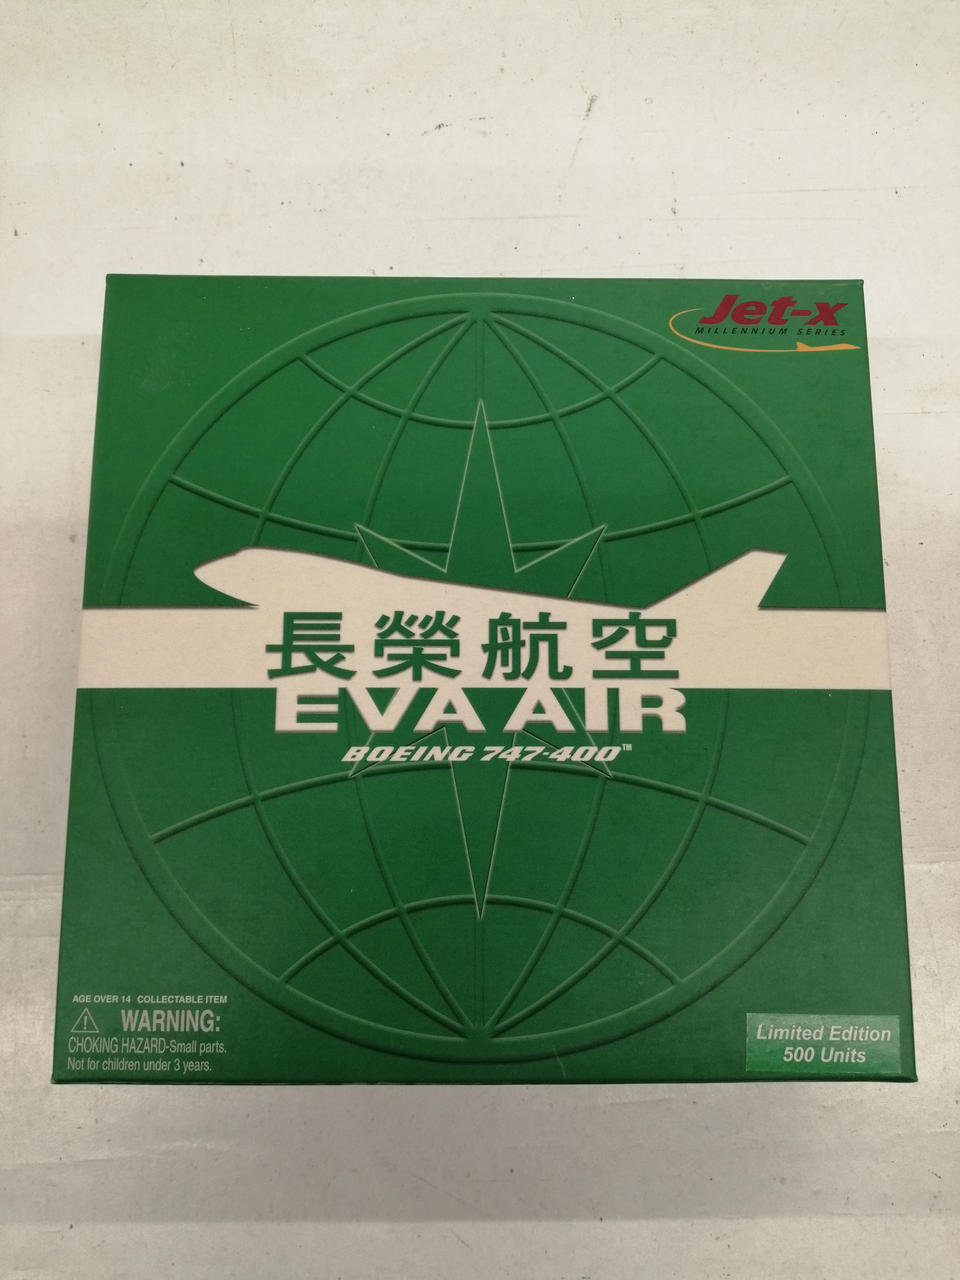 Jet-x
MILLENNIUM SERIES
長榮航空
EVA AIR
BOEING 747-400™
AGE OVER 14 COLLECTABLE ITEM
WARNING:
CHOKING HAZARD-Small parts.
Not for children under 3 years.
Limited Edition
500 Units